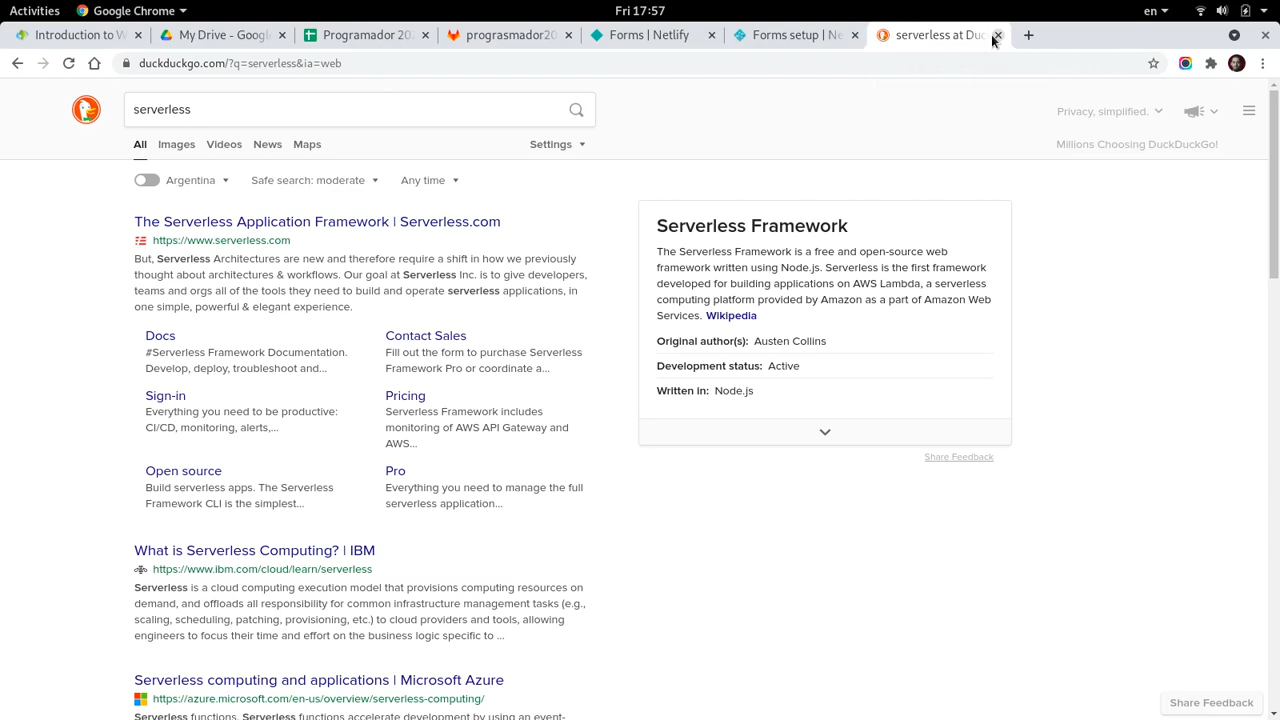 Activities
Google Chrome
Fri 17:57
en
Introduction to W
My Drive - Google
Programador 202
prograsmador20
Forms | Netlify
Forms setup | Ne
serverless at Duc
duckduckgo.com/?q=serverless&ia=web
serverless
Privacy, simplified.
All Images Videos News Maps Settings
Millions Choosing DuckDuckGo!
Argentina Safe search: moderate Any time
The Serverless Application Framework | Serverless.com
https://www.serverless.com
But, Serverless Architectures are new and therefore require a shift in how we previously
thought about architectures & workflows. Our goal at Serverless Inc. is to give developers,
teams and orgs all of the tools they need to build and operate serverless applications, in
one simple, powerful & elegant experience.
Docs
#Serverless Framework Documentation.
Develop, deploy, troubleshoot and...
Contact Sales
Fill out the form to purchase Serverless
Framework Pro or coordinate a...
Sign-in
Everything you need to be productive:
CI/CD, monitoring, alerts,...
Pricing
Serverless Framework includes
monitoring of AWS API Gateway and
AWS...
Open source
Build serverless apps. The Serverless
Framework CLI is the simplest...
Pro
Everything you need to manage the full
serverless application...
What is Serverless Computing? | IBM
https://www.ibm.com/cloud/learn/serverless
Serverless is a cloud computing execution model that provisions computing resources on
demand, and offloads all responsibility for common infrastructure management tasks (e.g.,
scaling, scheduling, patching, provisioning, etc.) to cloud providers and tools, allowing
engineers to focus their time and effort on the business logic specific to ...
Serverless computing and applications | Microsoft Azure
https://azure.microsoft.com/en-us/overview/serverless-computing/
Serverless functions. Serverless functions accelerate development by using an event-
Serverless Framework
The Serverless Framework is a free and open-source web
framework written using Node.js. Serverless is the first framework
developed for building applications on AWS Lambda, a serverless
computing platform provided by Amazon as a part of Amazon Web
Services. Wikipedia
Original author(s): Austen Collins
Development status: Active
Written in: Node.js
Share Feedback
Share Feedback